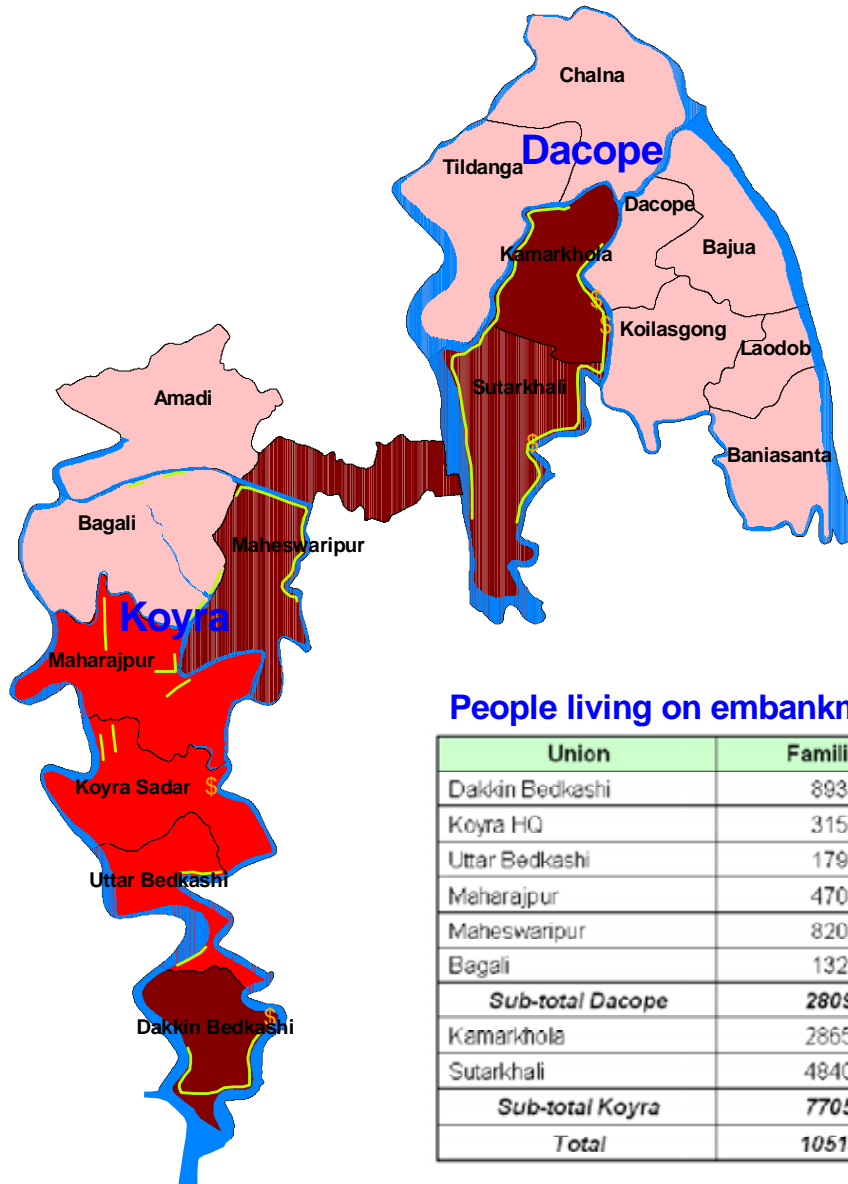 Chalna
Dacope
Tildanga
Dacope
Bajua
Kamarkhola
$
$
Koilasgong
Laodob
Sutarkhali
Amadi
$
Baniasanta
Bagali
Maheswaripur
Koyra
Maharajpur
Koyra Sadar $
Uttar Bedkashi
$
Dakkin Bedkashi
People living on embankm
Union Famili
Dakkin Bedkashi 893
Koyra HQ 315
Uttar Bedkashi 179
Maharajpur 470
Maheswaripur 820
Bagali 132
Sub-total Dacope 2809
Kamarkhola 2865
Sutarkhali 4840
Sub-total Koyra 7705
Total 1051